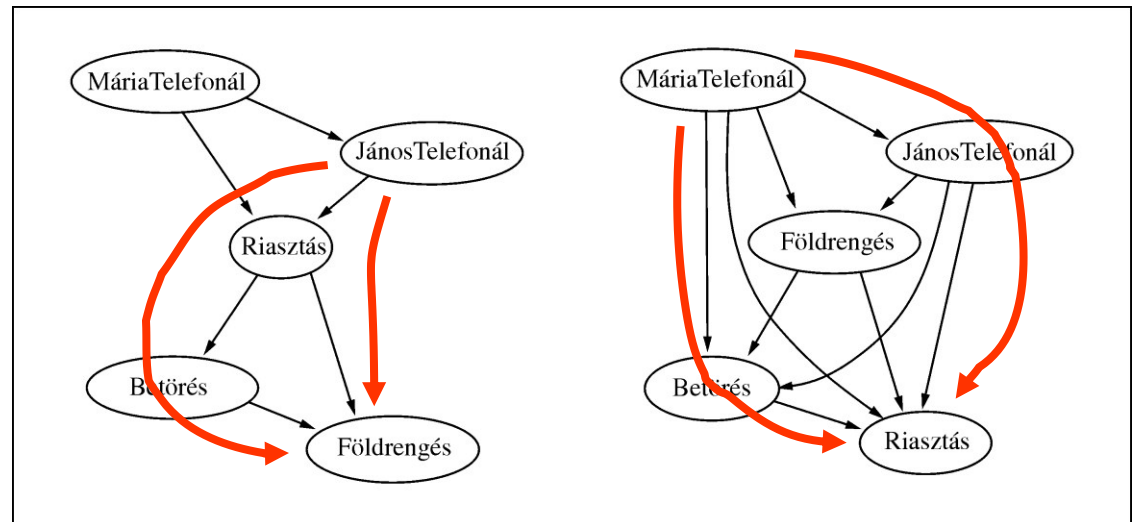 MáriaTelefonál
JánosTelefonál
Riasztás
Betörés
Földrengés
MáriaTelefonál
JánosTelefonál
Földrengés
Betörés
Riasztás